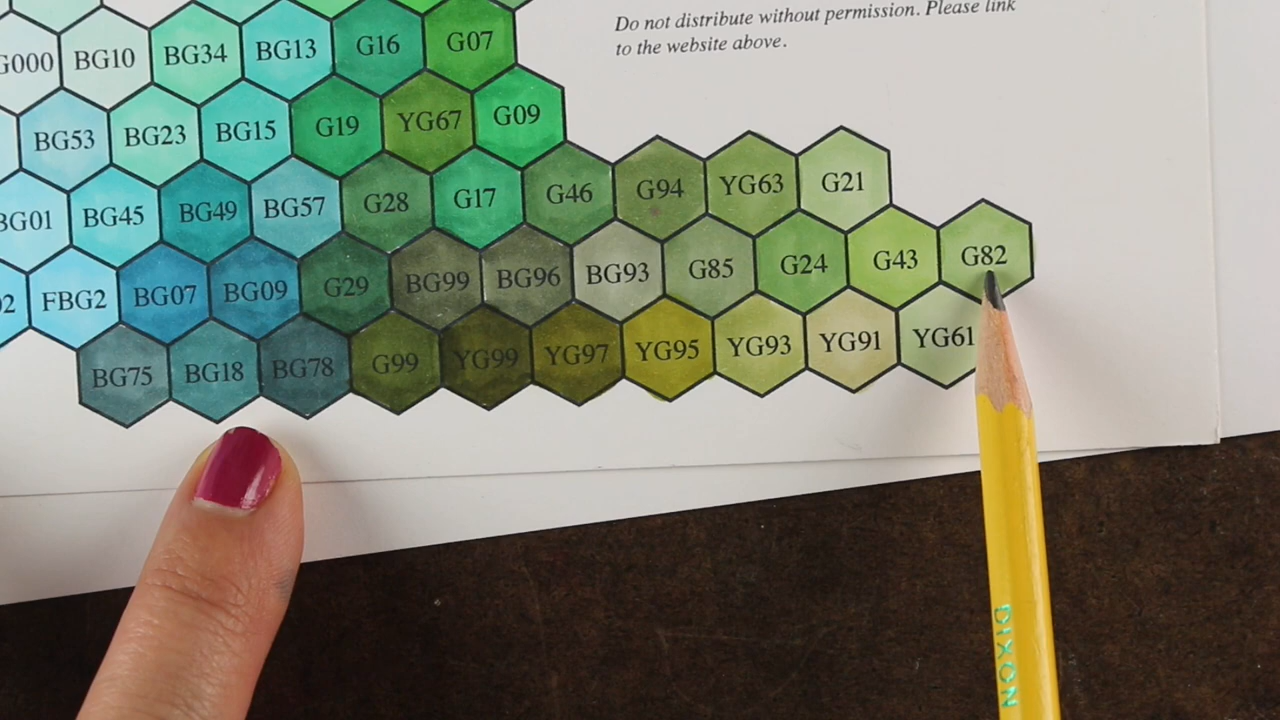 Do not distribute without permission. Please link
to the website above.
G000 BG10 BG34 BG13 G16 G07
BG53 BG23 BG15 G19 YG67 G09
BG01 BG45 BG49 BG57 G28 G17 G46 G94 YG63 G21
FBG2 BG07 BG09 G29 BG99 BG96 BG93 G85 G24 G43 G82
BG75 BG18 BG78 G99 YG99 YG97 YG95 YG93 YG91 YG61
DIXON